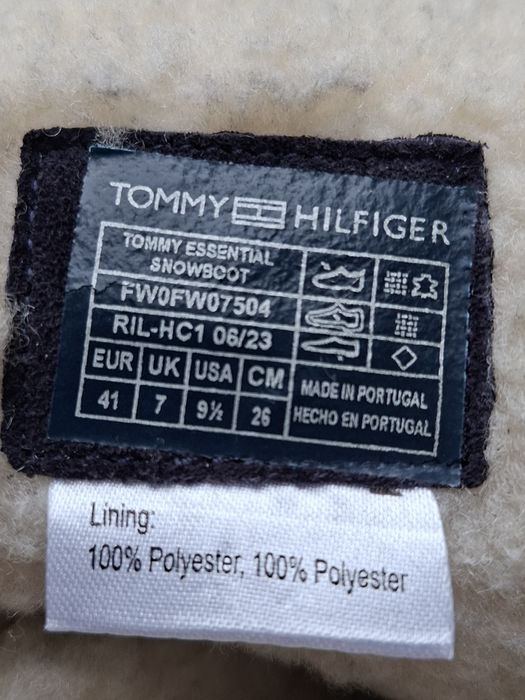 TOMMY HILFIGER
TOMMY ESSENTIAL
SNOWBOOT
FW0FW07504
RIL-HC1 06/23
EUR UK USA CM
41 7 9½ 26
MADE IN PORTUGAL
HECHO EN PORTUGAL
Lining:
100% Polyester, 100% Polyester